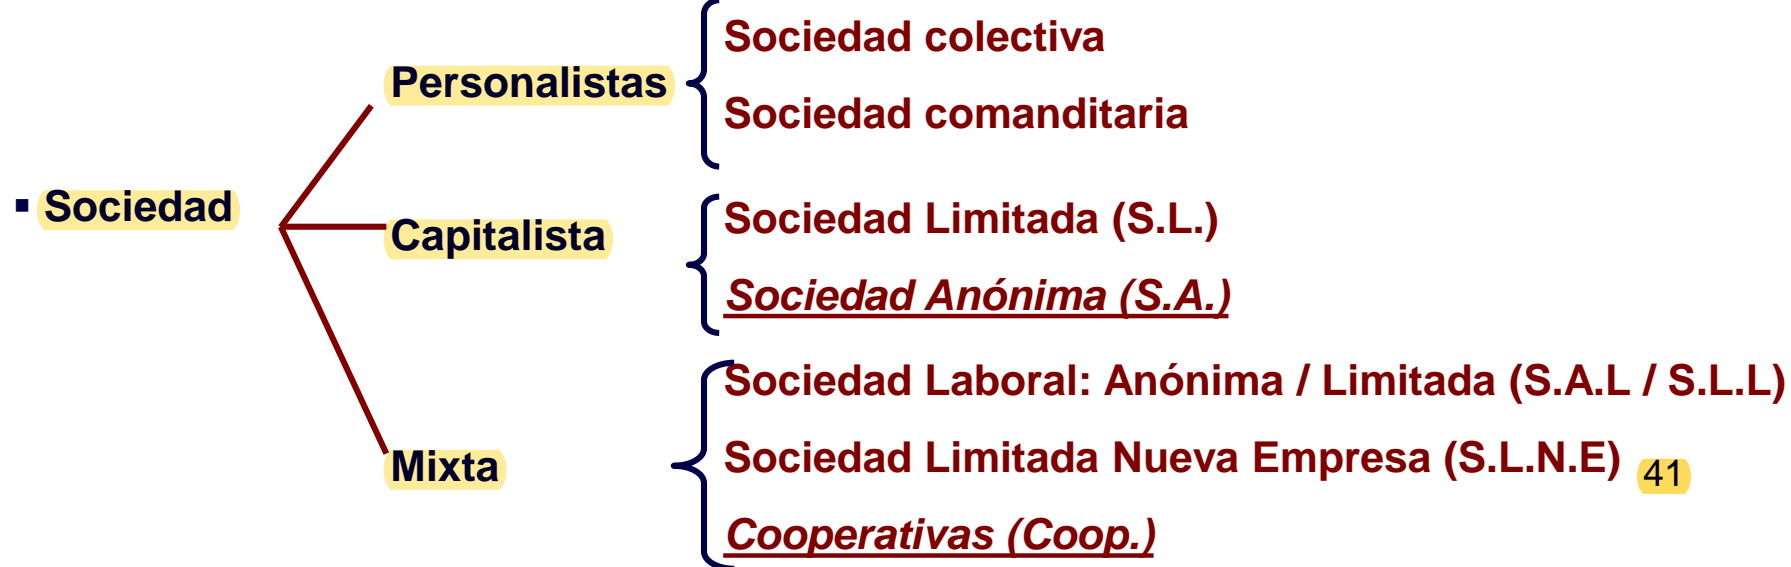 ▪ Sociedad
Personalistas
Sociedad colectiva
Sociedad comanditaria
Capitalista
Sociedad Limitada (S.L.)
Sociedad Anónima (S.A.)
Mixta
Sociedad Laboral: Anónima / Limitada (S.A.L / S.L.L)
Sociedad Limitada Nueva Empresa (S.L.N.E)
Cooperativas (Coop.)
41